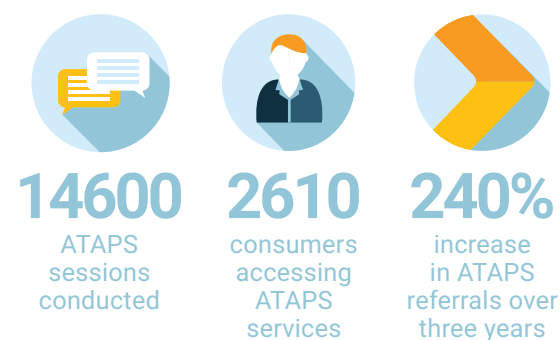 14600
ATAPS
sessions
conducted
2610
consumers
accessing
ATAPS
services
240%
increase
in ATAPS
referrals over
three years